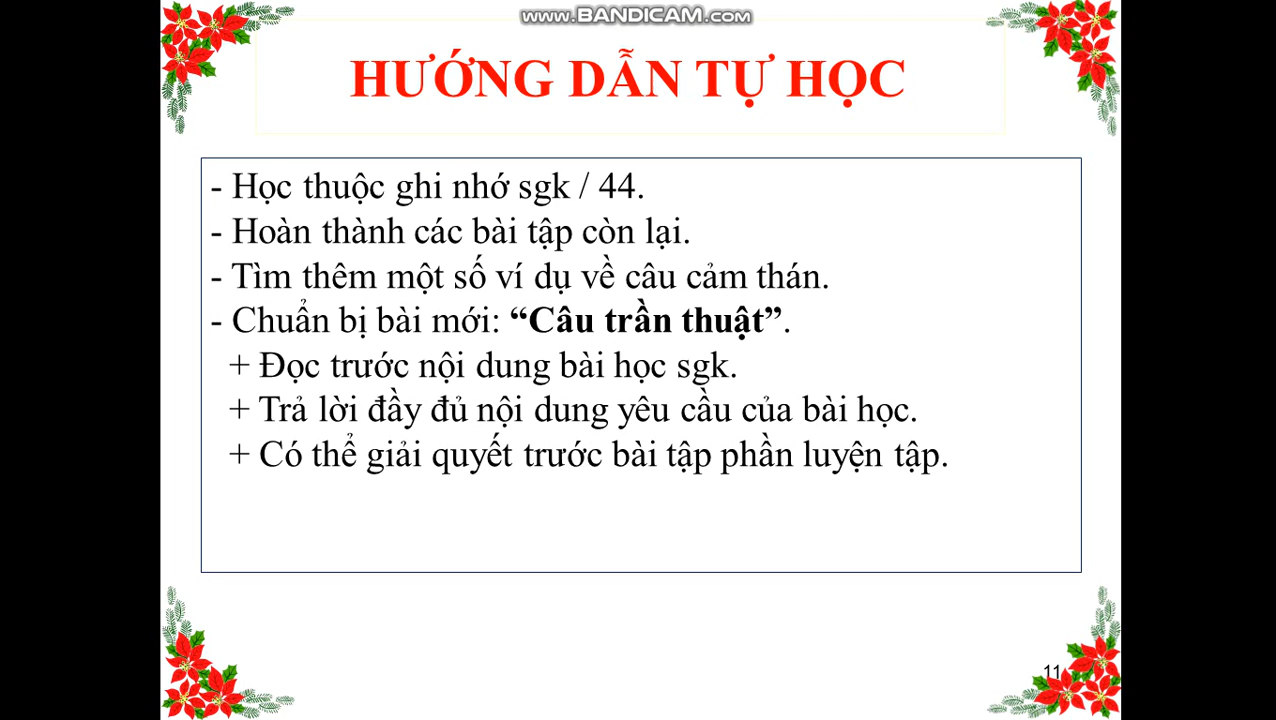 www.BANDICAM.com
HƯỚNG DẪN TỰ HỌC
- Học thuộc ghi nhớ sgk / 44.
- Hoàn thành các bài tập còn lại.
- Tìm thêm một số ví dụ về câu cảm thán.
- Chuẩn bị bài mới: “Câu trần thuật”.
+ Đọc trước nội dung bài học sgk.
+ Trả lời đầy đủ nội dung yêu cầu của bài học.
+ Có thể giải quyết trước bài tập phần luyện tập.
11